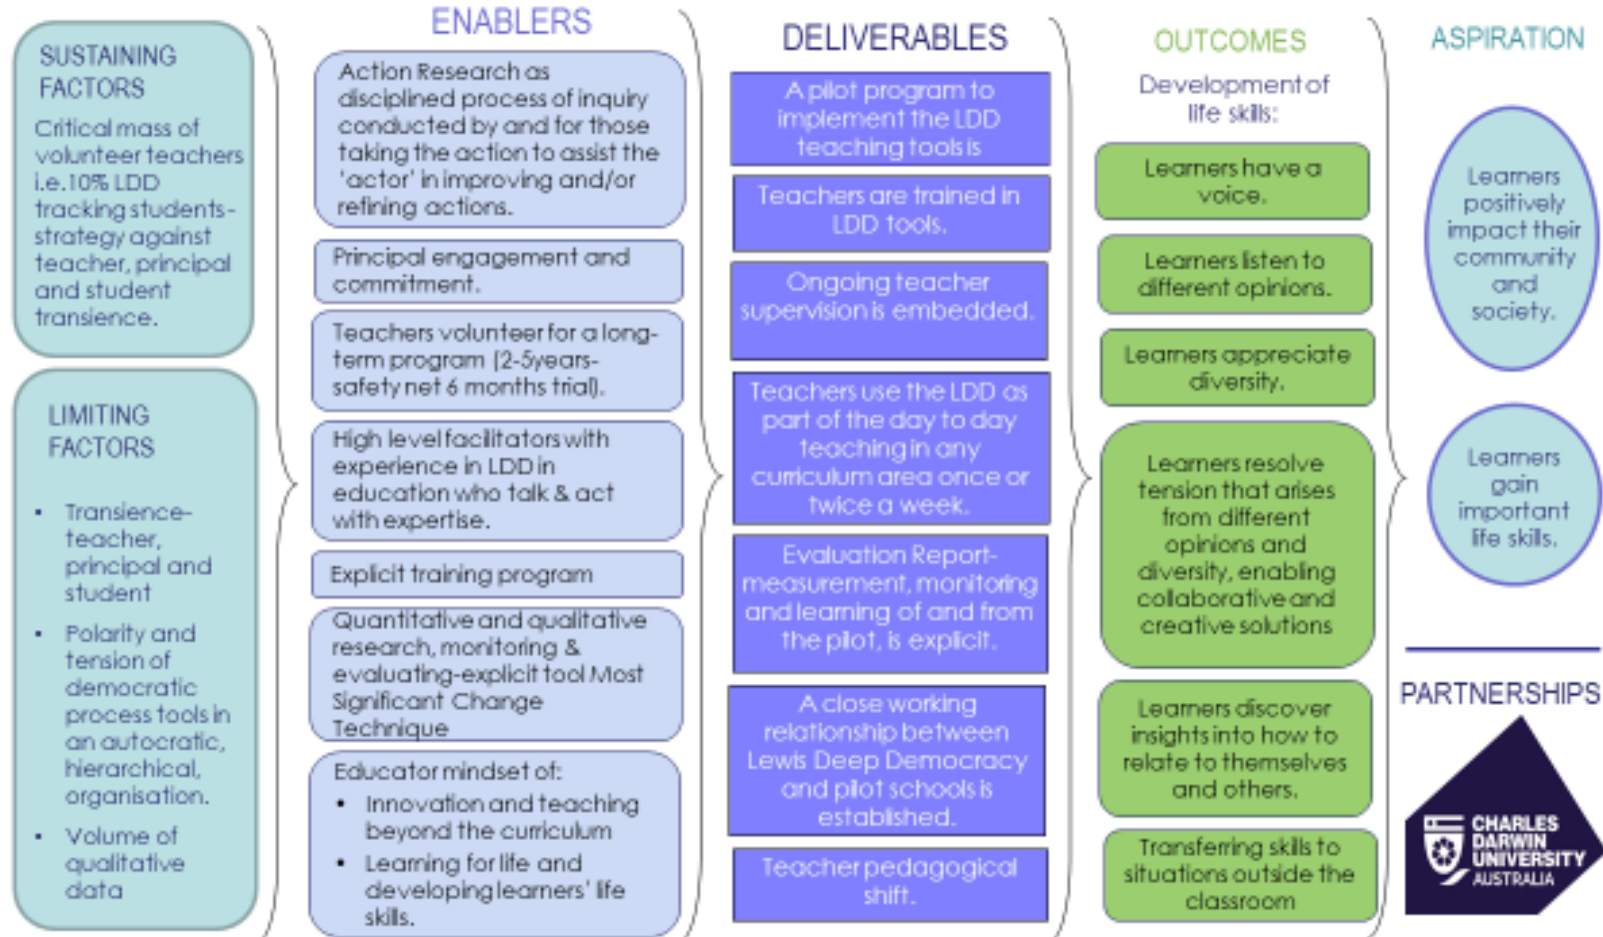 SUSTAINING
FACTORS
Critical mass of
volunteer teachers
i.e.10% LDD
tracking students-
strategy against
teacher, principal
and student
transience.
LIMITING
FACTORS
• Transience-
teacher,
principal and
student
• Polarity and
tension of
democratic
process tools in
an autocratic,
hierarchical,
organisation.
• Volume of
qualitative
data
ENABLERS
Action Research as
disciplined process of inquiry
conducted by and for those
taking the action to assist the
'actor' in improving and/or
refining actions.
Principal engagement and
commitment.
Teachers volunteer for a long-
term program (2-5years-
safety net 6 months trial).
High level facilitators with
experience in LDD in
education who talk & act
with expertise.
Explicit training program
Quantitative and qualitative
research, monitoring &
evaluating-explicit tool Most
Significant Change
Technique
Educator mindset of:
• Innovation and teaching
beyond the curriculum
• Learning for life and
developing learners' life
skills.
DELIVERABLES
A pilot program to
implement the LDD
teaching tools is
Teachers are trained in
LDD tools.
Ongoing teacher
supervision is embedded.
Teachers use the LDD as
part of the day to day
teaching in any
curriculum area once or
twice a week.
Evaluation Report-
measurement, monitoring
and learning of and from
the pilot, is explicit.
A close working
relationship between
Lewis Deep Democracy
and pilot schools is
established.
Teacher pedagogical
shift.
OUTCOMES
Development of
life skills:
Learners have a
voice.
Learners listen to
different opinions.
Learners appreciate
diversity.
Learners resolve
tension that arises
from different
opinions and
diversity, enabling
collaborative and
creative solutions
Learners discover
insights into how to
relate to themselves
and others.
Transferring skills to
situations outside the
classroom
ASPIRATION
Learners
positively
impact their
community
and
society.
Learners
gain
important
life skills.
PARTNERSHIPS
CHARLES
DARWIN
UNIVERSITY
AUSTRALIA